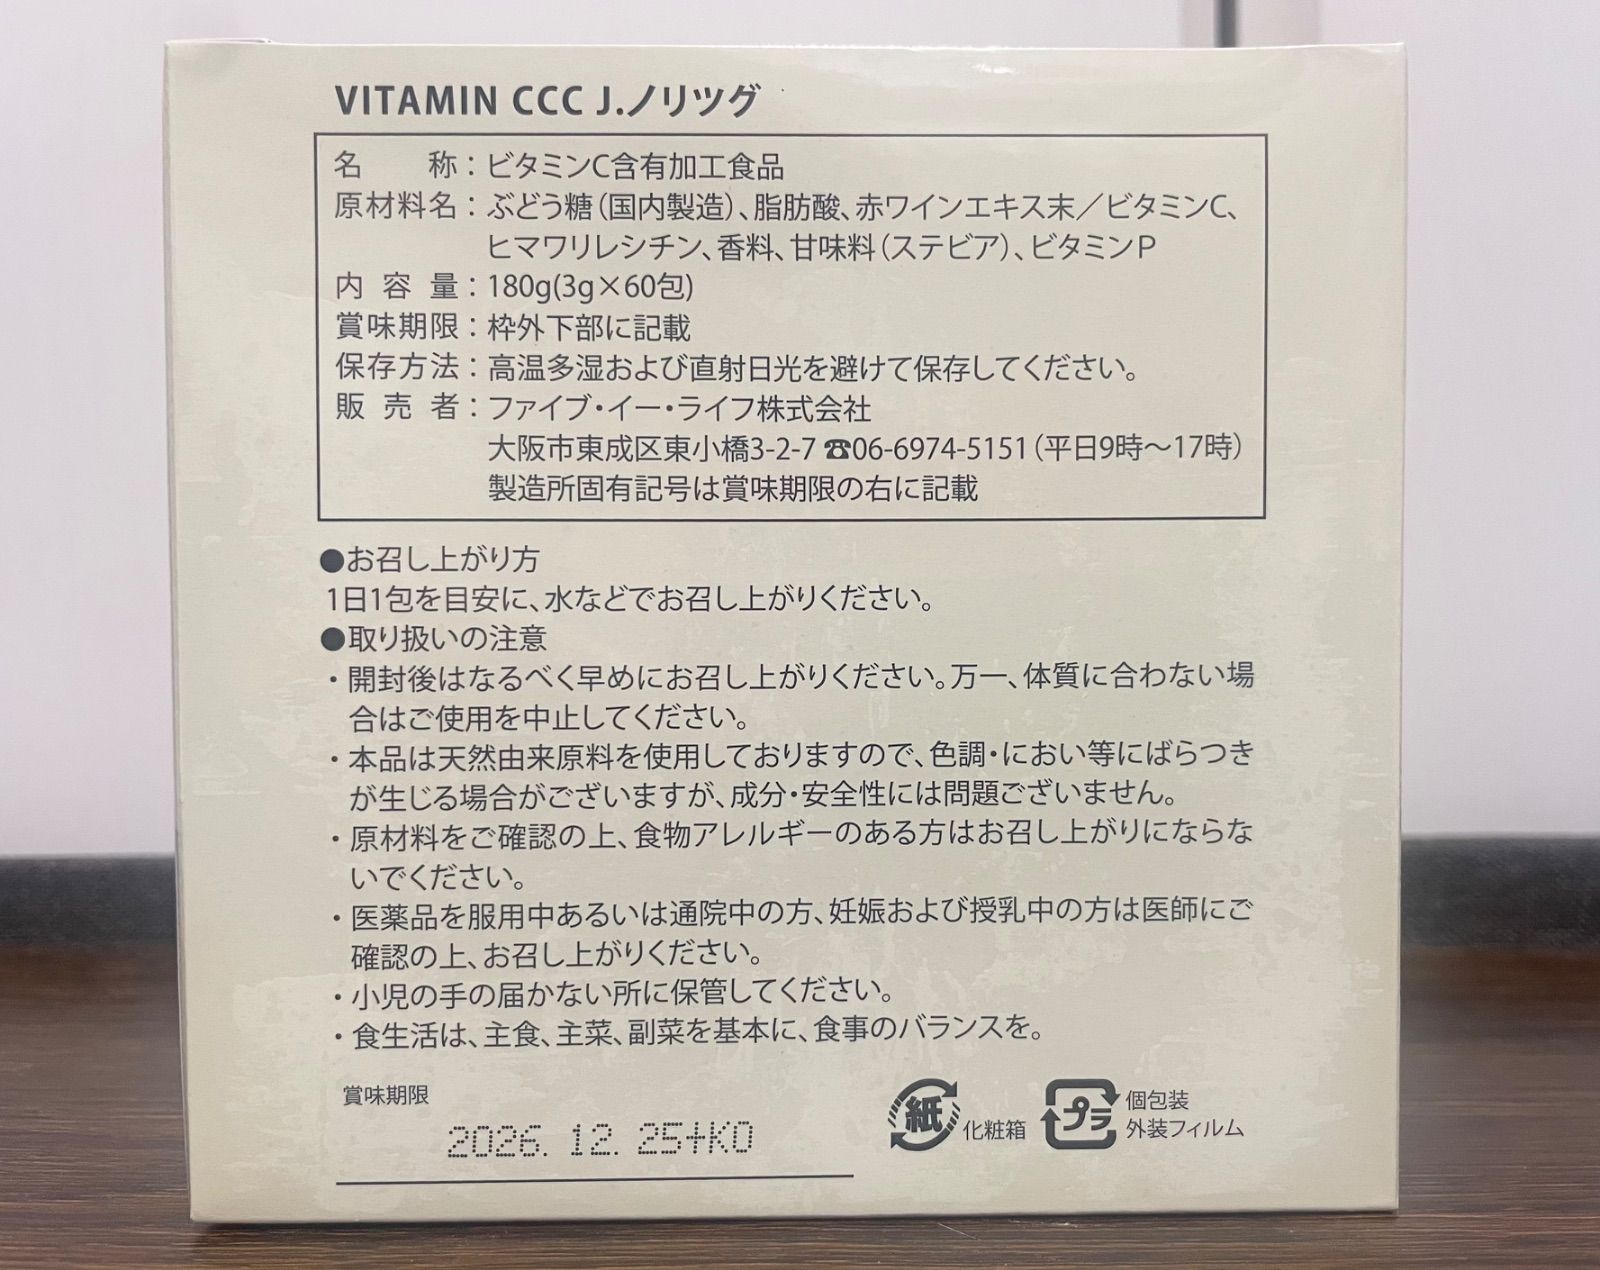 VITAMIN CCC J.ノリツグ
名　　称：ビタミンC含有加工食品
原材料名：ぶどう糖（国内製造）、脂肪酸、赤ワインエキス末／ビタミンC、
ヒマワリレシチン、香料、甘味料（ステビア）、ビタミンP
内 容 量：180g(3g×60包)
賞味期限：枠外下部に記載
保存方法：高温多湿および直射日光を避けて保存してください。
販 売 者：ファイブ・イー・ライフ株式会社
大阪市東成区東小橋3-2-7 ☎06-6974-5151（平日9時～17時）
製造所固有記号は賞味期限の右に記載
●お召し上がり方
1日1包を目安に、水などでお召し上がりください。
●取り扱いの注意
・開封後はなるべく早めにお召し上がりください。万一、体質に合わない場
合はご使用を中止してください。
・本品は天然由来原料を使用しておりますので、色調・におい等にばらつき
が生じる場合がございますが、成分・安全性には問題ございません。
・原材料をご確認の上、食物アレルギーのある方はお召し上がりにならな
いでください。
・医薬品を服用中あるいは通院中の方、妊娠および授乳中の方は医師にご
確認の上、お召し上がりください。
・小児の手の届かない所に保管してください。
・食生活は、主食、主菜、副菜を基本に、食事のバランスを。
賞味期限
2026. 12. 25+KO
紙 化粧箱
プラ 個包装
外装フィルム